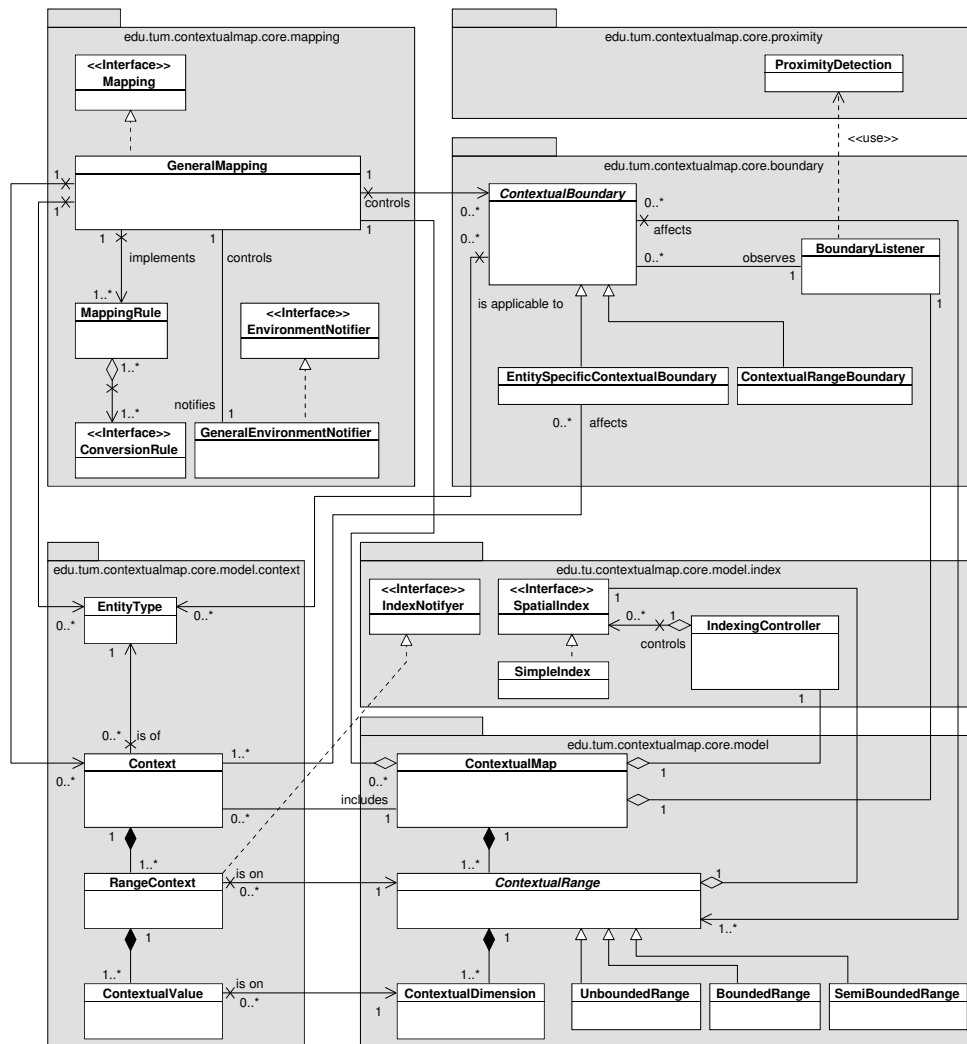 edu.tum.contextualmap.core.mapping
<<Interface>>
Mapping
GeneralMapping
1
1
1
1
controls
1
1
implements
1
controls
1..*
MappingRule
1..*
1..*
<<Interface>>
ConversionRule
<<Interface>>
EnvironmentNotifier
notifies
1
GeneralEnvironmentNotifier
edu.tum.contextualmap.core.proximity
ProximityDetection
<<use>>
edu.tum.contextualmap.core.boundary
ContextualBoundary
0..*
0..*
0..*
affects
0..*
observes
1
BoundaryListener
1
is applicable to
EntitySpecificContextualBoundary
ContextualRangeBoundary
0..*
affects
edu.tum.contextualmap.core.model.context
EntityType
0..*
0..*
1
0..*
is of
Context
0..*
1..*
0..*
includes
1
1
1..*
RangeContext
is on
0..*
1
1
1..*
ContextualValue
is on
0..*
1
edu.tu.contextualmap.core.model.index
<<Interface>>
IndexNotifyer
<<Interface>>
SpatialIndex
1
0..*
1
controls
IndexingController
SimpleIndex
1
edu.tum.contextualmap.core.model
ContextualMap
0..*
1
1
1
1..*
ContextualRange
1
1..*
1
1..*
ContextualDimension
UnboundedRange
BoundedRange
SemiBoundedRange